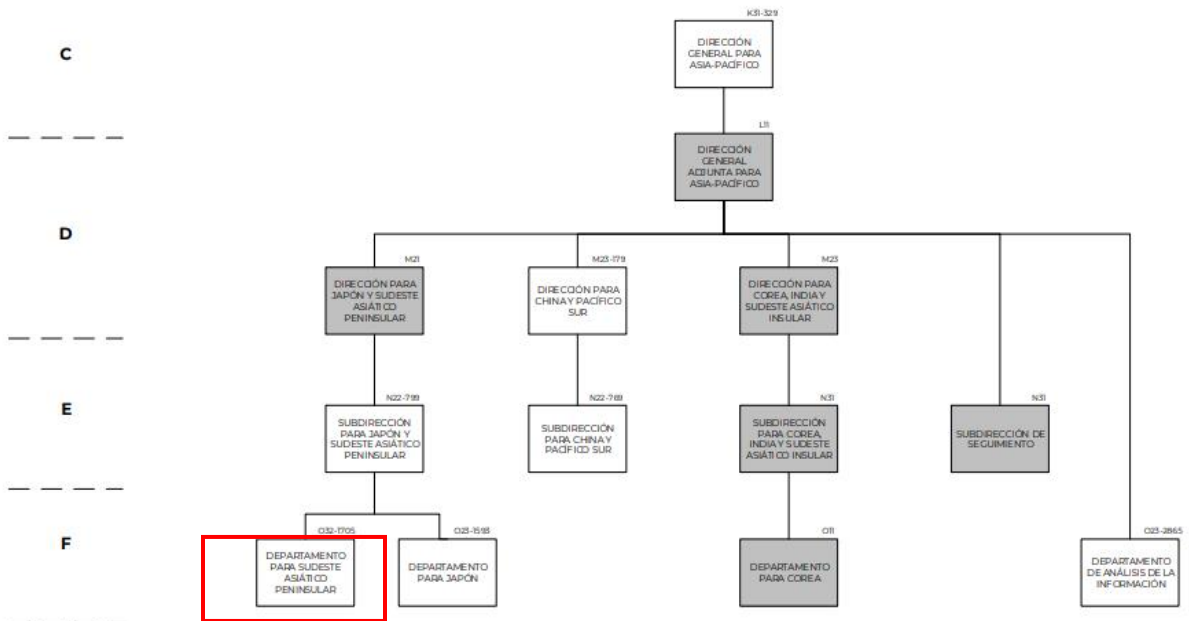 K31-329
C
DIRECCIÓN
GENERAL PARA
ASIA-PACÍFICO
L11
DIRECCIÓN
GENERAL
ADJUNTA PARA
ASIA-PACÍFICO
D
M21
M23-179
M23
DIRECCIÓN PARA
JAPÓN Y SUDESTE
ASIÁTICO
PENINSULAR
DIRECCIÓN PARA
CHINA Y PACÍFICO
SUR
DIRECCIÓN PARA
COREA, INDIA Y
SUDESTE ASIÁTICO
INSULAR
E
N22-799
N22-769
N31
N31
SUBDIRECCIÓN
PARA JAPÓN Y
SUDESTE ASIÁTICO
PENINSULAR
SUBDIRECCIÓN
PARA CHINA Y
PACÍFICO SUR
SUBDIRECCIÓN
PARA COREA,
INDIA Y SUDESTE
ASIÁTICO INSULAR
SUBDIRECCIÓN DE
SEGUIMIENTO
F
O32-1705
O23-1593
O11
O23-2865
DEPARTAMENTO
PARA SUDESTE
ASIÁTICO
PENINSULAR
DEPARTAMENTO
PARA JAPÓN
DEPARTAMENTO
PARA COREA
DEPARTAMENTO
DE ANÁLISIS DE LA
INFORMACIÓN